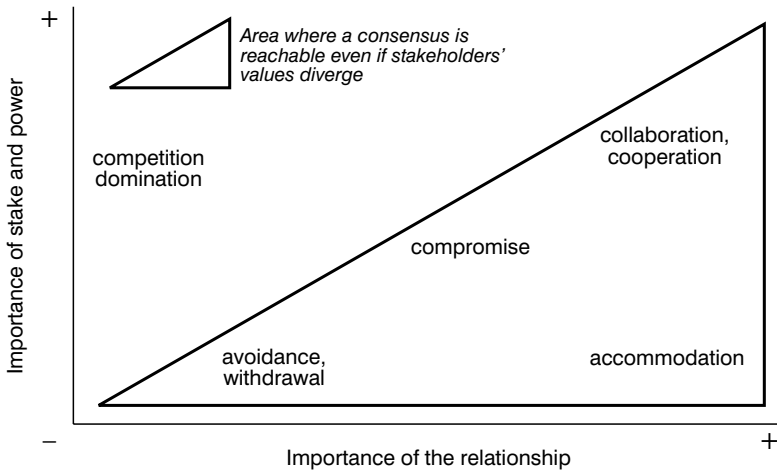 +
Area where a consensus is
reachable even if stakeholders’
values diverge
Importance of stake and power
competition
domination
collaboration,
cooperation
compromise
avoidance,
withdrawal
accommodation
–
+
Importance of the relationship